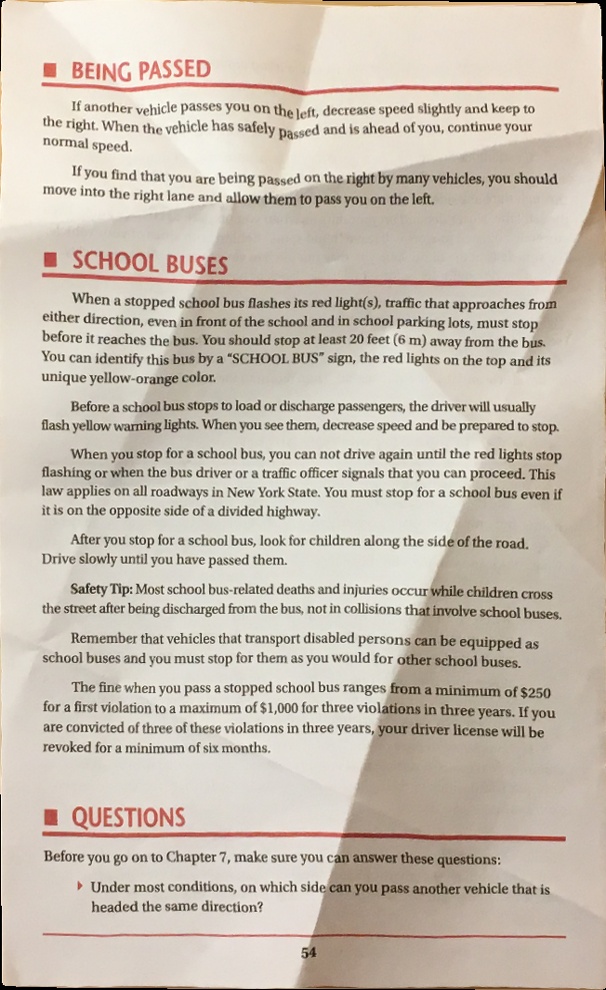 ■ BEING PASSED
If another vehicle passes you on the left, decrease speed slightly and keep to
the right. When the vehicle has safely passed and is ahead of you, continue your
normal speed.
If you find that you are being passed on the right by many vehicles, you should
move into the right lane and allow them to pass you on the left.
■ SCHOOL BUSES
When a stopped school bus flashes its red light(s), traffic that approaches from
either direction, even in front of the school and in school parking lots, must stop
before it reaches the bus. You should stop at least 20 feet (6 m) away from the bus.
You can identify this bus by a “SCHOOL BUS” sign, the red lights on the top and its
unique yellow-orange color.
Before a school bus stops to load or discharge passengers, the driver will usually
flash yellow warning lights. When you see them, decrease speed and be prepared to stop.
When you stop for a school bus, you can not drive again until the red lights stop
flashing or when the bus driver or a traffic officer signals that you can proceed. This
law applies on all roadways in New York State. You must stop for a school bus even if
it is on the opposite side of a divided highway.
After you stop for a school bus, look for children along the side of the road.
Drive slowly until you have passed them.
Safety Tip: Most school bus-related deaths and injuries occur while children cross
the street after being discharged from the bus, not in collisions that involve school buses.
Remember that vehicles that transport disabled persons can be equipped as
school buses and you must stop for them as you would for other school buses.
The fine when you pass a stopped school bus ranges from a minimum of $250
for a first violation to a maximum of $1,000 for three violations in three years. If you
are convicted of three of these violations in three years, your driver license will be
revoked for a minimum of six months.
■ QUESTIONS
Before you go on to Chapter 7, make sure you can answer these questions:
Under most conditions, on which side can you pass another vehicle that is
headed the same direction?
54